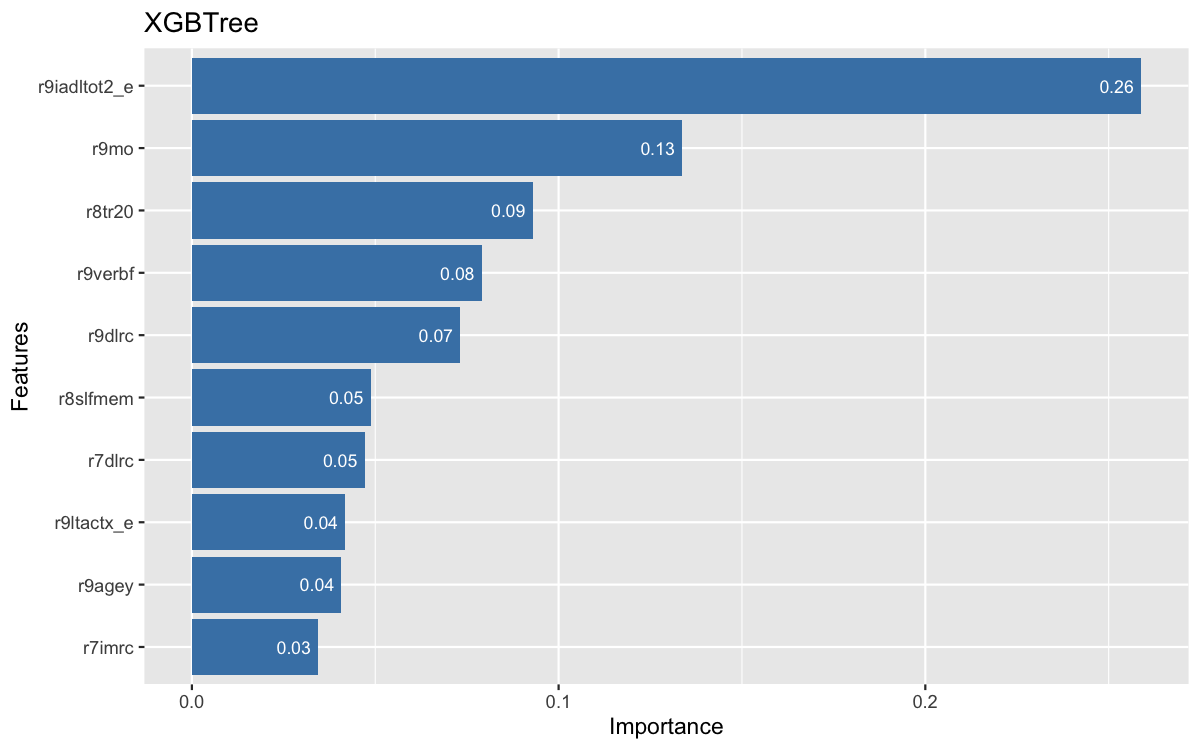 XGBTree
Features
r9iadltot2_e 0.26
r9mo 0.13
r8tr20 0.09
r9verbf 0.08
r9dlrc 0.07
r8slfmem 0.05
r7dlrc 0.05
r9ltactx_e 0.04
r9agey 0.04
r7imrc 0.03
0.0 0.1 0.2
Importance